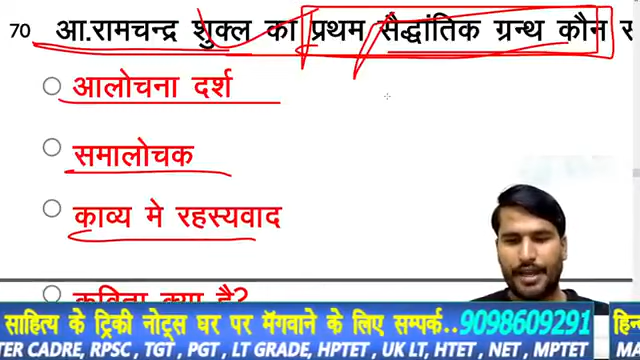 70 आ.रामचन्द्र शुक्ल का प्रथम सैद्धांतिक ग्रन्थ कौन
आलोचना दर्श
समालोचक
काव्य मे रहस्यवाद
कविता क्या है?
साहित्य के ट्रिकी नोट्स घर पर मॅगवाने के लिए सम्पर्क..9098609291
TER CADRE, RPSC , TGT , PGT , LT GRADE, HPTET , UK LT, HTET , NET , MPTET